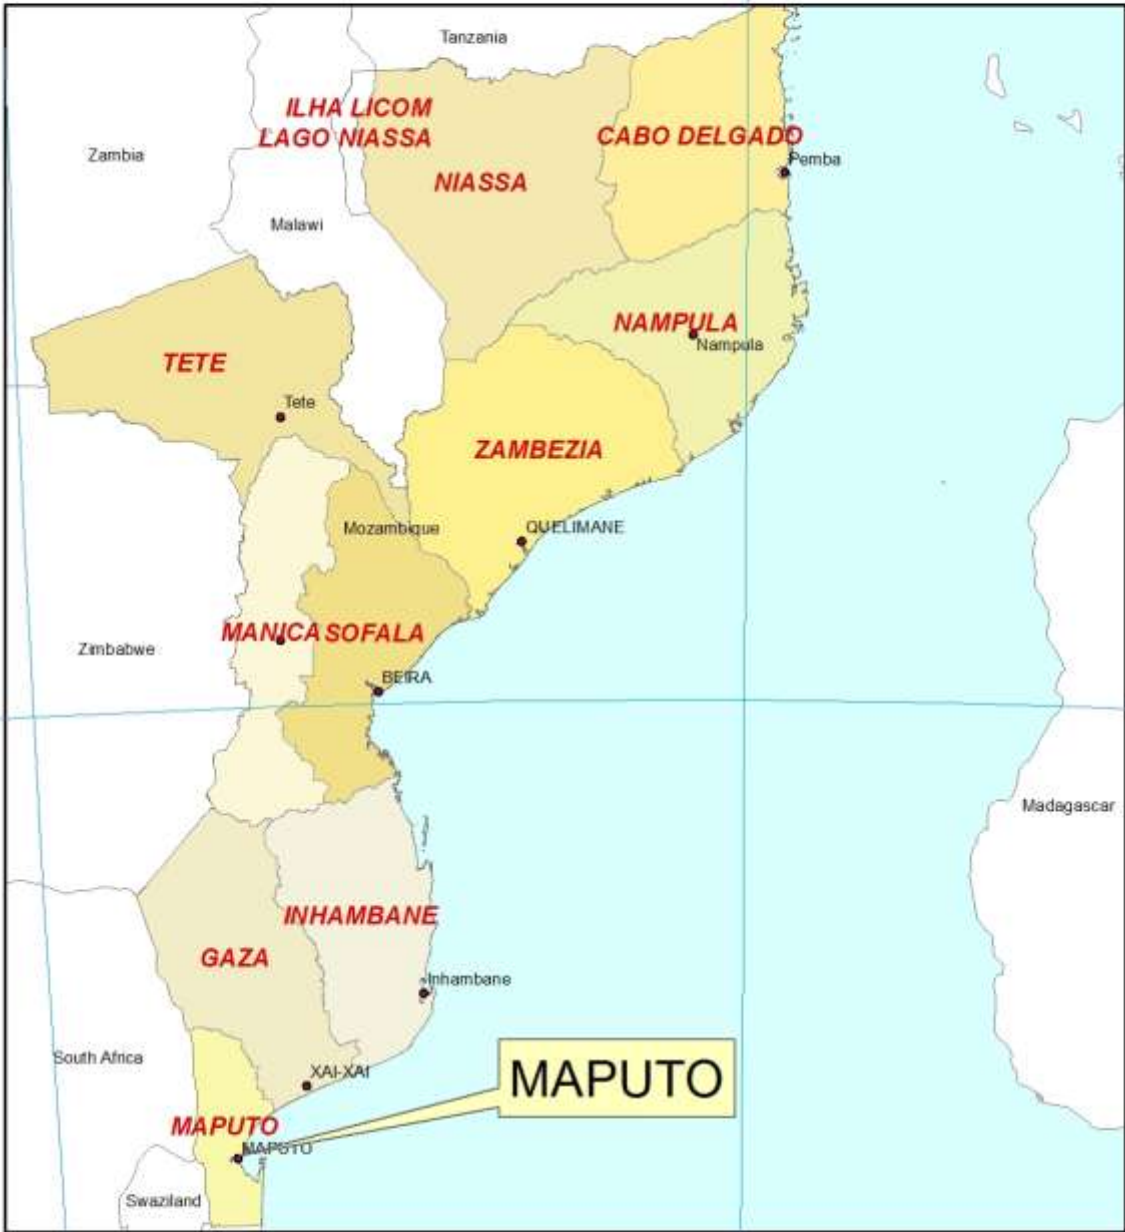 Tanzania
ILHA LICOM
LAGO NIASSA
CABO DELGADO
Zambia
Pemba
NIASSA
Malawi
NAMPULA
Nampula
TETE
Tete
ZAMBEZIA
Mozambique
QUELIMANE
MANICA
SOFALA
Zimbabwe
BEIRA
Madagascar
INHAMBANE
GAZA
Inhambane
South Africa
XAI-XAI
MAPUTO
MAPUTO
MAPUTO
Swaziland